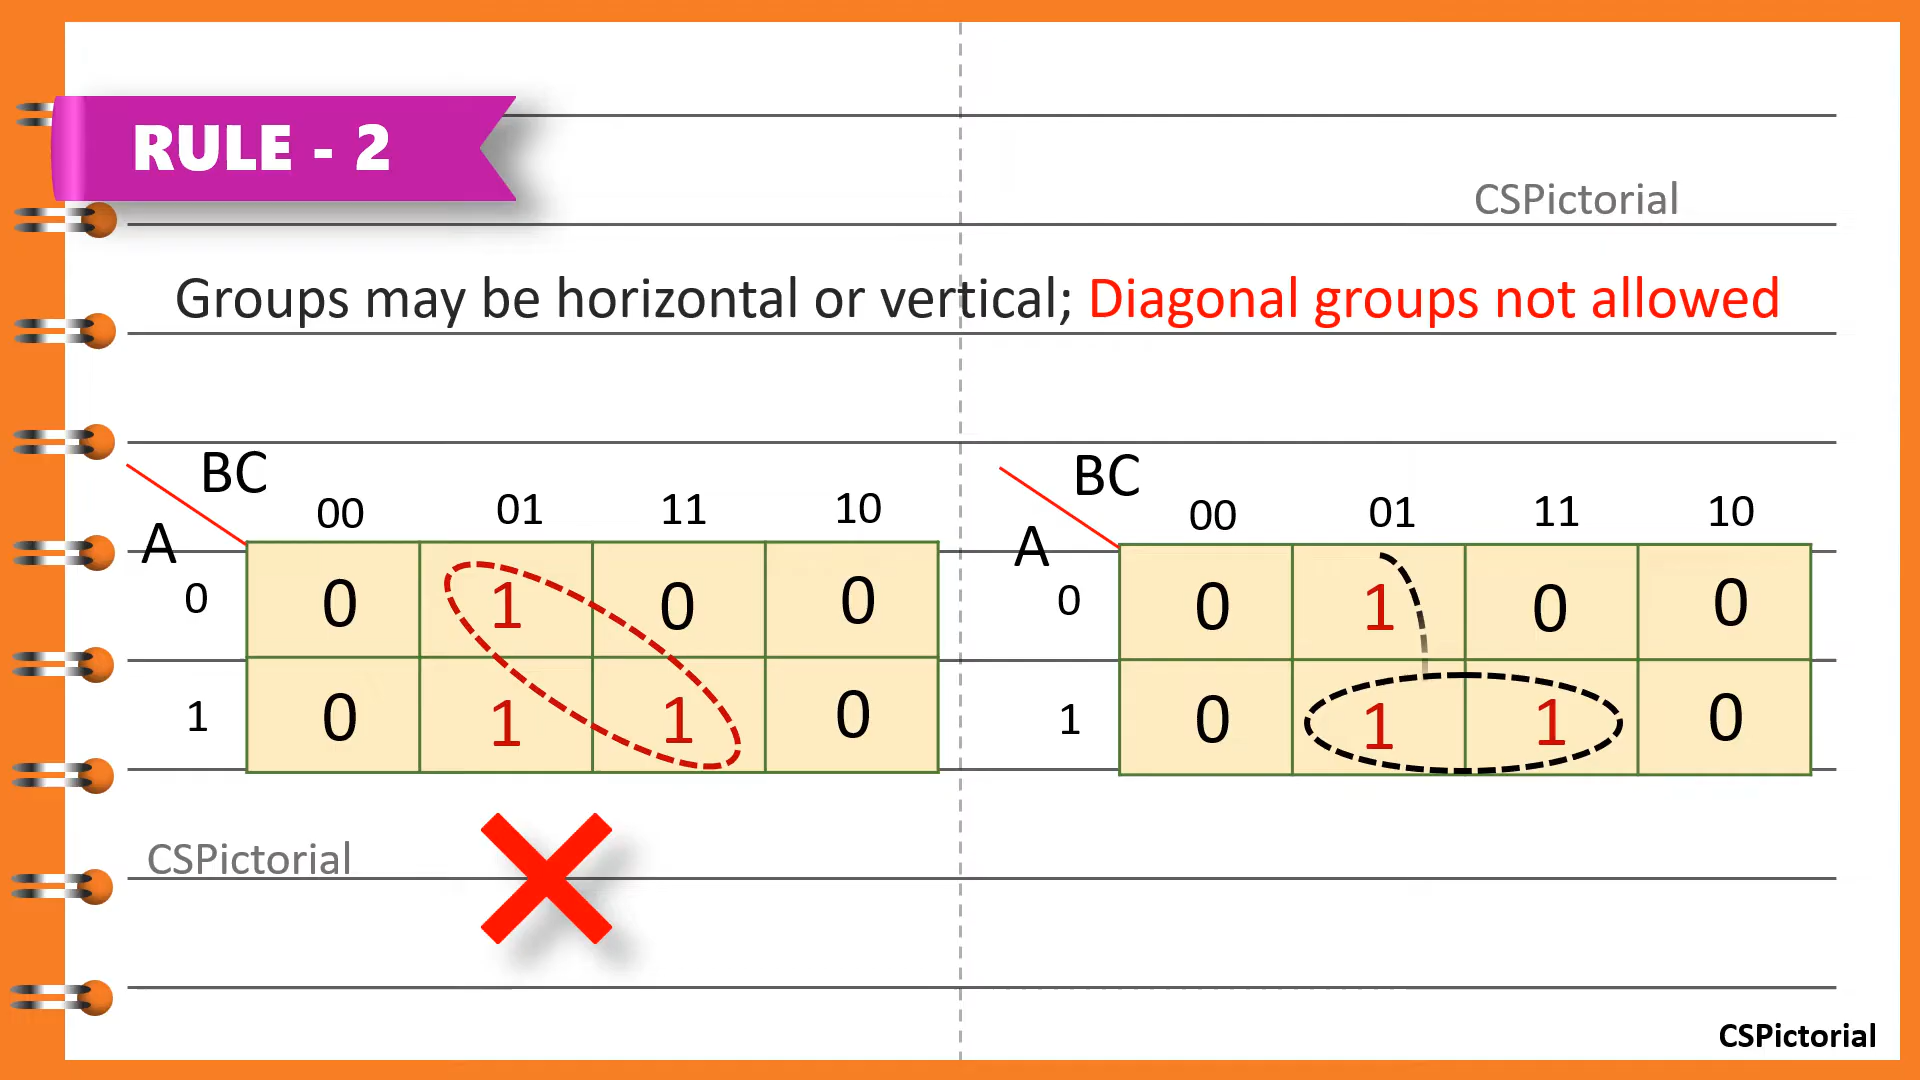 RULE - 2
CSPictorial
Groups may be horizontal or vertical; Diagonal groups not allowed
BC
00 01 11 10
A
0 0 1 0 0
1 0 1 1 0
BC
00 01 11 10
A
0 0 1 0 0
1 0 1 1 0
CSPictorial
CSPictorial